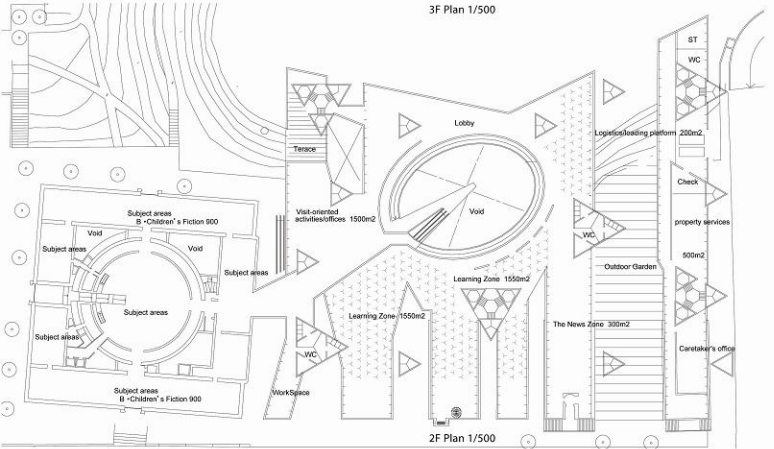 3F Plan 1/500
ST
WC
Lobby
Logistics/loading platform 200m2
Terace
Check
Subject areas
B •Children's Fiction 900
Visit-oriented
activities/offices 1500m2
Void
property services
Void
Void
WC
Subject areas
Subject areas
500m2
Outdoor Garden
Learning Zone 1550m2
Subject areas
Learning Zone 1550m2
The News Zone 300m2
Subject areas
Caretaker's office
WC
Subject areas
B •Children's Fiction 900
WorkSpace
2F Plan 1/500